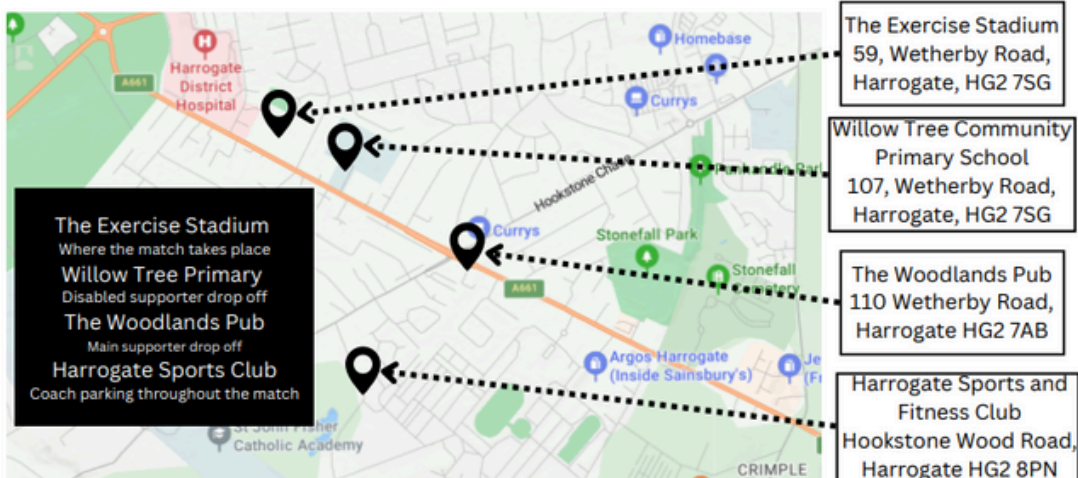 Harrogate
District
Hospital
A661
Homebase
Currys
Hookstone Chase
Currys
Stonefall Park
Stonefall
Cemetery
A661
Argos Harrogate
(Inside Sainsbury's)
St John Fisher
Catholic Academy
CRIMPLE
The Exercise Stadium
Where the match takes place
Willow Tree Primary
Disabled supporter drop off
The Woodlands Pub
Main supporter drop off
Harrogate Sports Club
Coach parking throughout the match
The Exercise Stadium
59, Wetherby Road,
Harrogate, HG2 7SG
Willow Tree Community
Primary School
107, Wetherby Road,
Harrogate, HG2 7SG
The Woodlands Pub
110 Wetherby Road,
Harrogate HG2 7AB
Harrogate Sports and
Fitness Club
Hookstone Wood Road,
Harrogate HG2 8PN